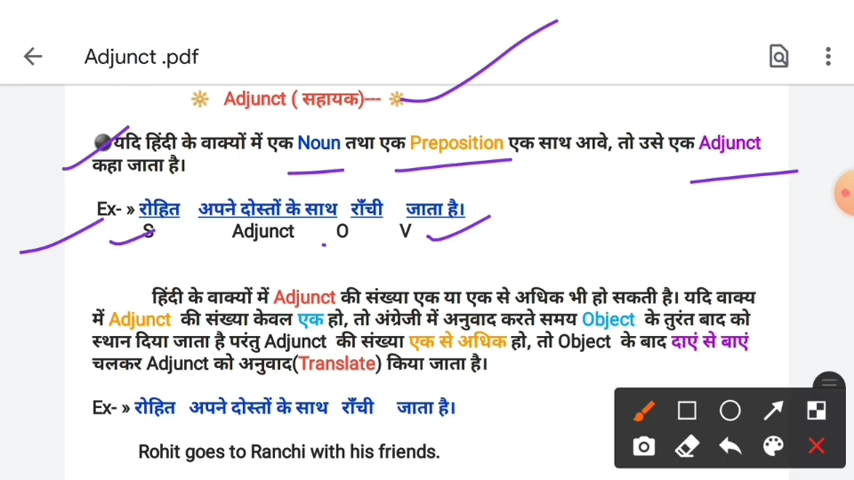 Adjunct .pdf
Adjunct ( सहायक)---
यदि हिंदी के वाक्यों में एक Noun तथा एक Preposition एक साथ आवे, तो उसे एक Adjunct
कहा जाता है।
Ex- » रोहित अपने दोस्तों के साथ राँची जाता है।
S Adjunct O V
हिंदी के वाक्यों में Adjunct की संख्या एक या एक से अधिक भी हो सकती है। यदि वाक्य
में Adjunct की संख्या केवल एक हो, तो अंग्रेजी में अनुवाद करते समय Object के तुरंत बाद को
स्थान दिया जाता है परंतु Adjunct की संख्या एक से अधिक हो, तो Object के बाद दाएं से बाएं
चलकर Adjunct को अनुवाद(Translate) किया जाता है।
Ex- » रोहित अपने दोस्तों के साथ राँची जाता है।
Rohit goes to Ranchi with his friends.